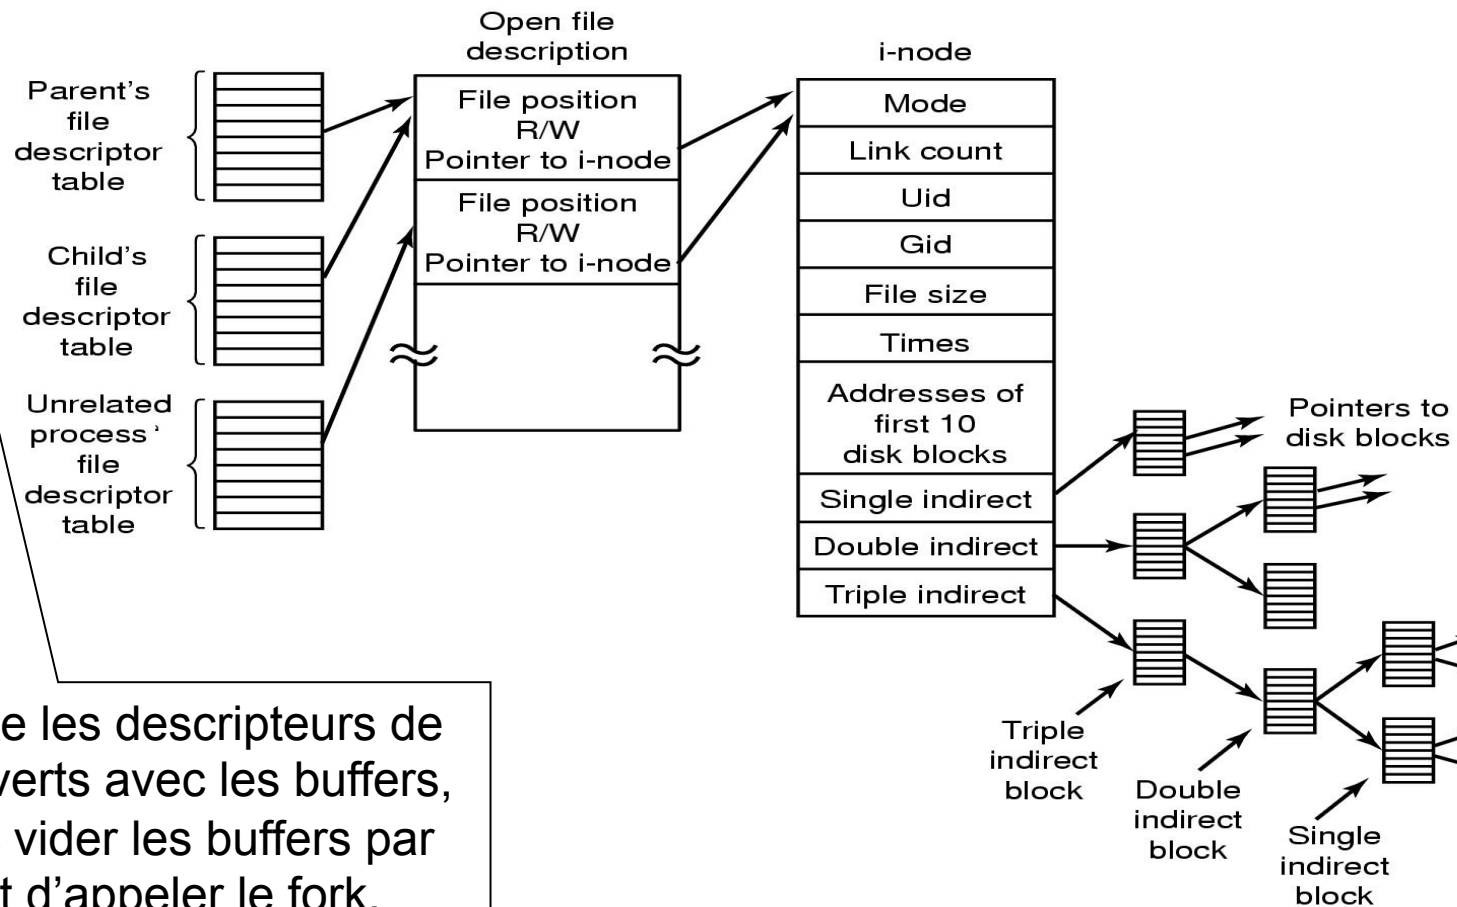 Open file
description
i-node
Parent's
file
descriptor
table
File position
R/W
Pointer to i-node
File position
R/W
Pointer to i-node
Child's
file
descriptor
table
Unrelated
process'
file
descriptor
table
Mode
Link count
Uid
Gid
File size
Times
Addresses of
first 10
disk blocks
Single indirect
Double indirect
Triple indirect
Pointers to
disk blocks
Triple
indirect
block
Double
indirect
block
Single
indirect
block
les descripteurs de
avec les buffers,
vider les buffers par
d’appeler le fork.